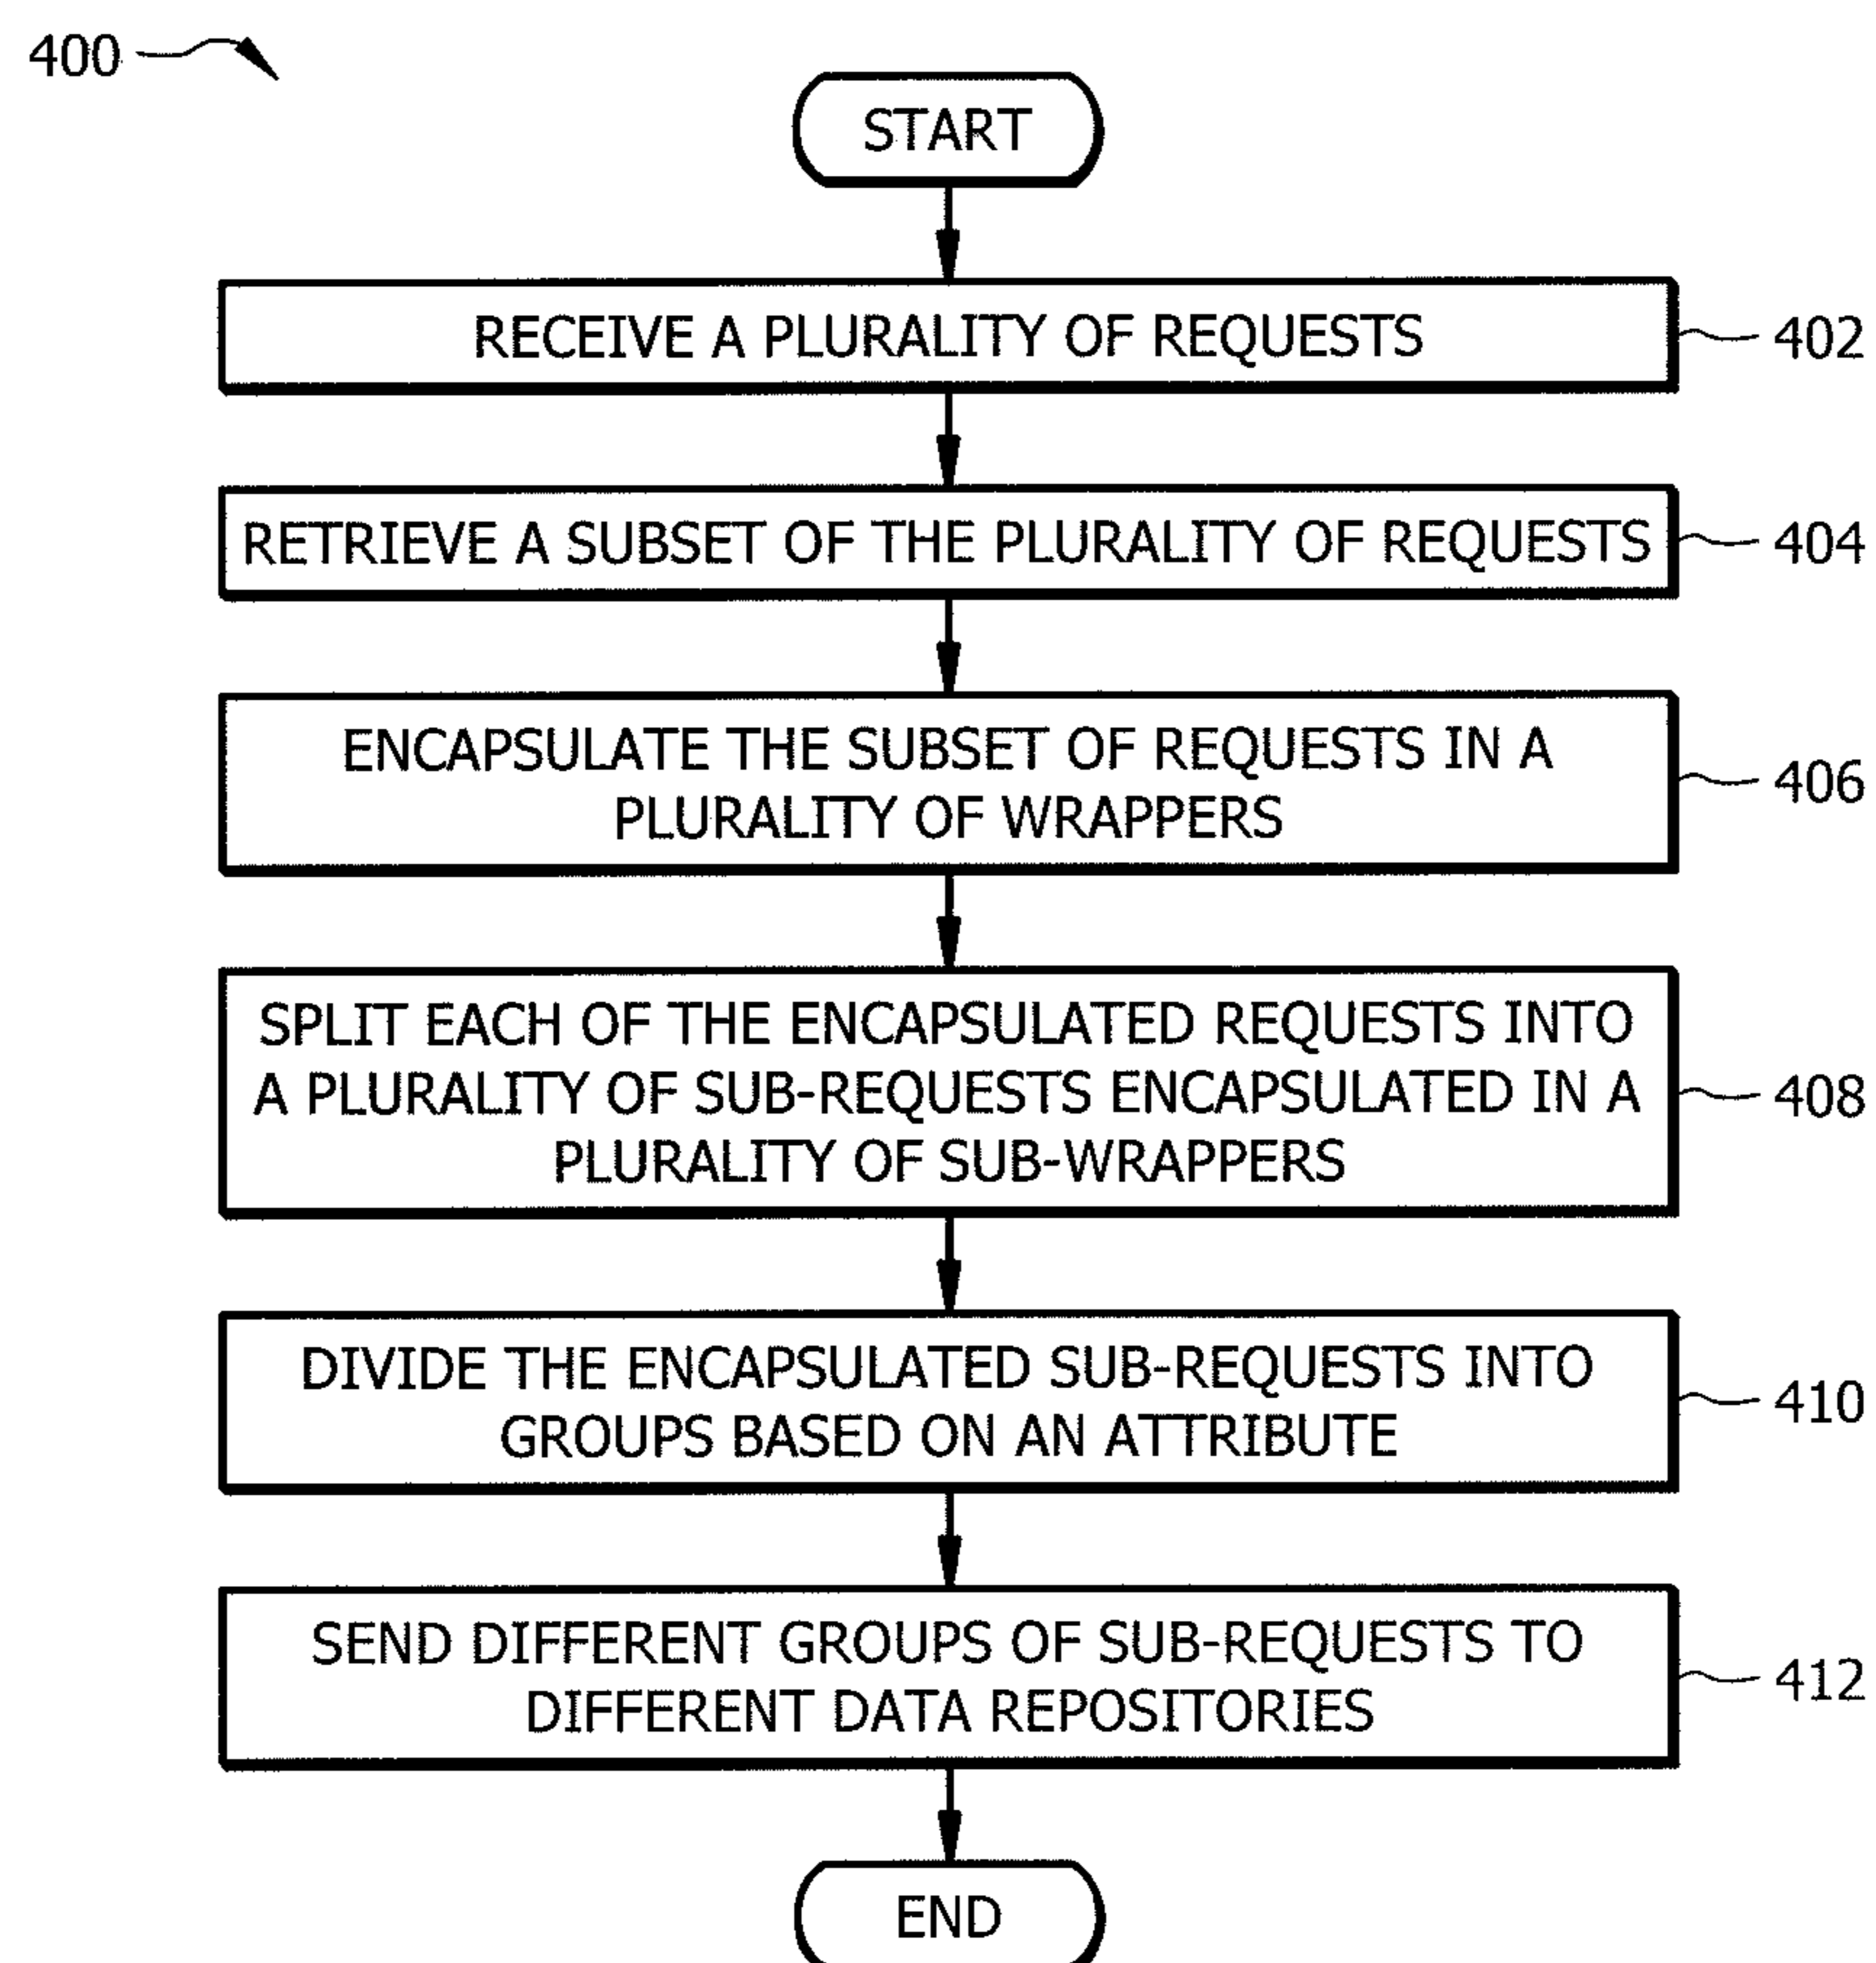 400
START
RECEIVE A PLURALITY OF REQUESTS
402
RETRIEVE A SUBSET OF THE PLURALITY OF REQUESTS
404
ENCAPSULATE THE SUBSET OF REQUESTS IN A
PLURALITY OF WRAPPERS
406
SPLIT EACH OF THE ENCAPSULATED REQUESTS INTO
A PLURALITY OF SUB-REQUESTS ENCAPSULATED IN A
PLURALITY OF SUB-WRAPPERS
408
DIVIDE THE ENCAPSULATED SUB-REQUESTS INTO
GROUPS BASED ON AN ATTRIBUTE
410
SEND DIFFERENT GROUPS OF SUB-REQUESTS TO
DIFFERENT DATA REPOSITORIES
412
END